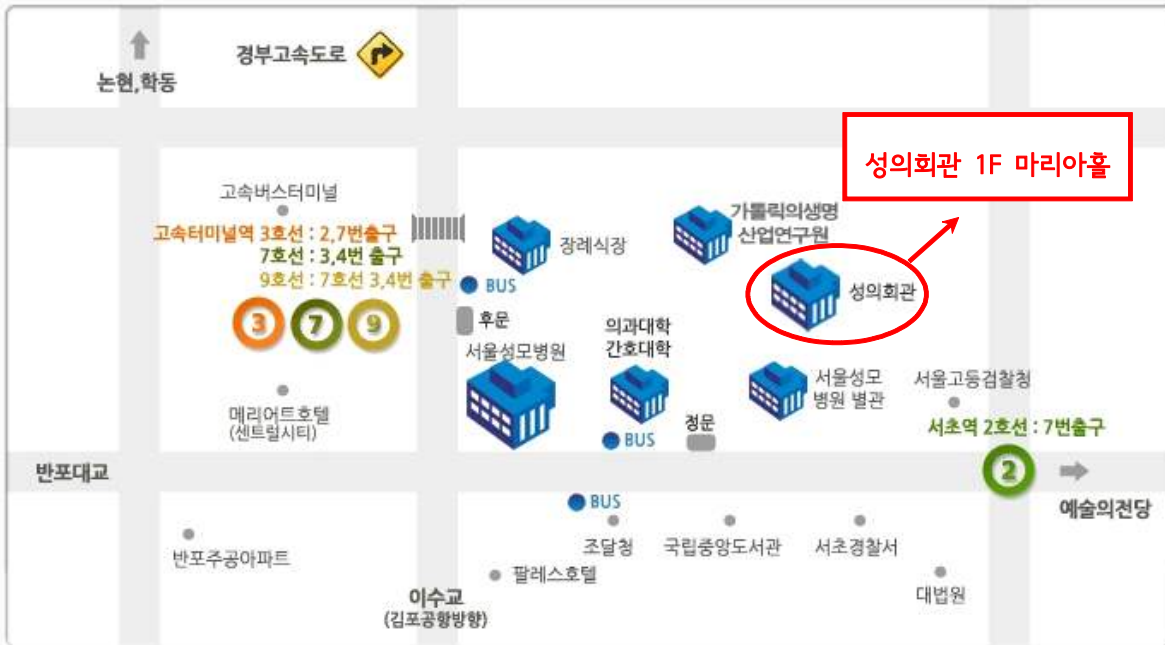 경부고속도로
논현,학동
성의회관 1F 마리아홀
고속버스터미널
고속터미널역 3호선 : 2,7번출구
7호선 : 3,4번 출구
9호선 : 7호선 3,4번 출구
3
7
9
장례식장
가톨릭의생명
산업연구원
성의회관
BUS
후문
서울성모병원
의과대학
간호대학
서울성모
병원 별관
서울고등검찰청
메리어트호텔
(센트럴시티)
정문
BUS
서초역 2호선 : 7번출구
2
반포대교
예술의전당
BUS
반포주공아파트
조달청
국립중앙도서관
서초경찰서
팔레스호텔
대법원
이수교
(김포공항방향)